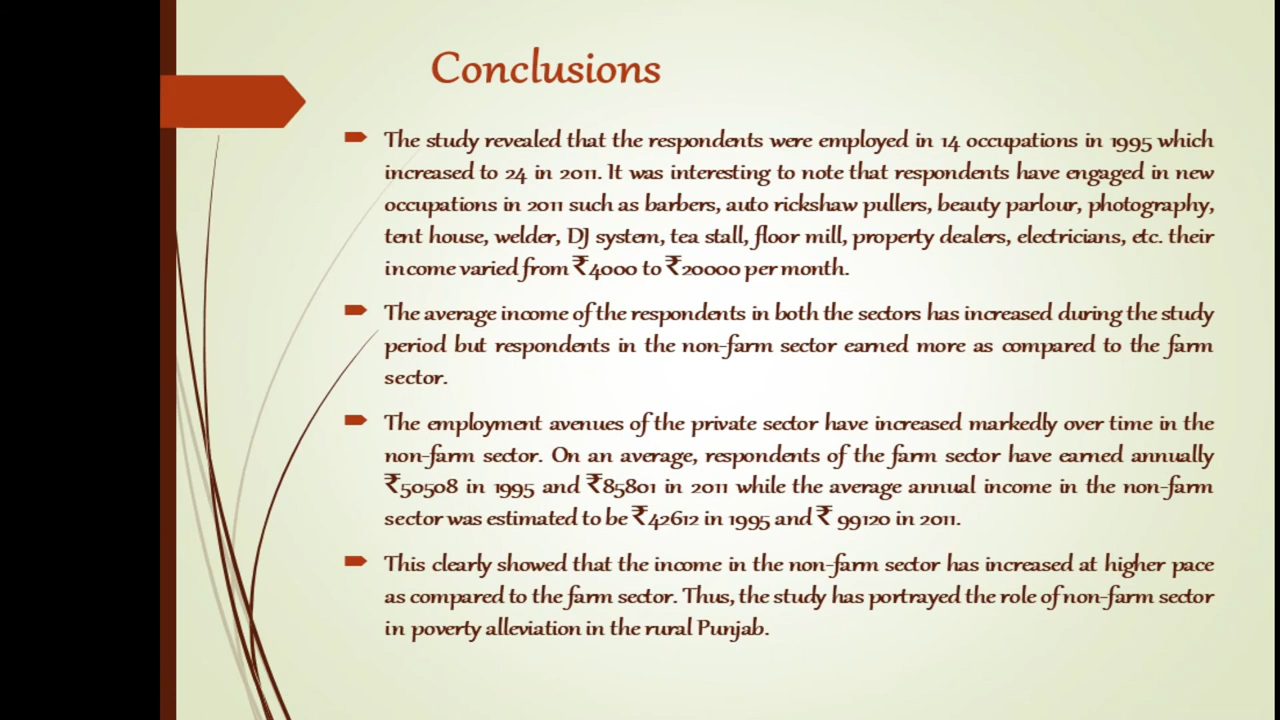 Conclusions
The study revealed that the respondents were employed in 14 occupations in 1995 which
increased to 24 in 2011. It was interesting to note that respondents have engaged in new
occupations in 2011 such as barbers, auto rickshaw pullers, beauty parlour, photography,
tent house, welder, DJ system, tea stall, floor mill, property dealers, electricians, etc. their
income varied from ₹4000 to ₹20000 per month.
The average income of the respondents in both the sectors has increased during the study
period but respondents in the non-farm sector earned more as compared to the farm
sector.
The employment avenues of the private sector have increased markedly over time in the
non-farm sector. On an average, respondents of the farm sector have earned annually
₹50508 in 1995 and ₹85801 in 2011 while the average annual income in the non-farm
sector was estimated to be ₹42612 in 1995 and ₹ 99120 in 2011.
This clearly showed that the income in the non-farm sector has increased at higher pace
as compared to the farm sector. Thus, the study has portrayed the role of non-farm sector
in poverty alleviation in the rural Punjab.